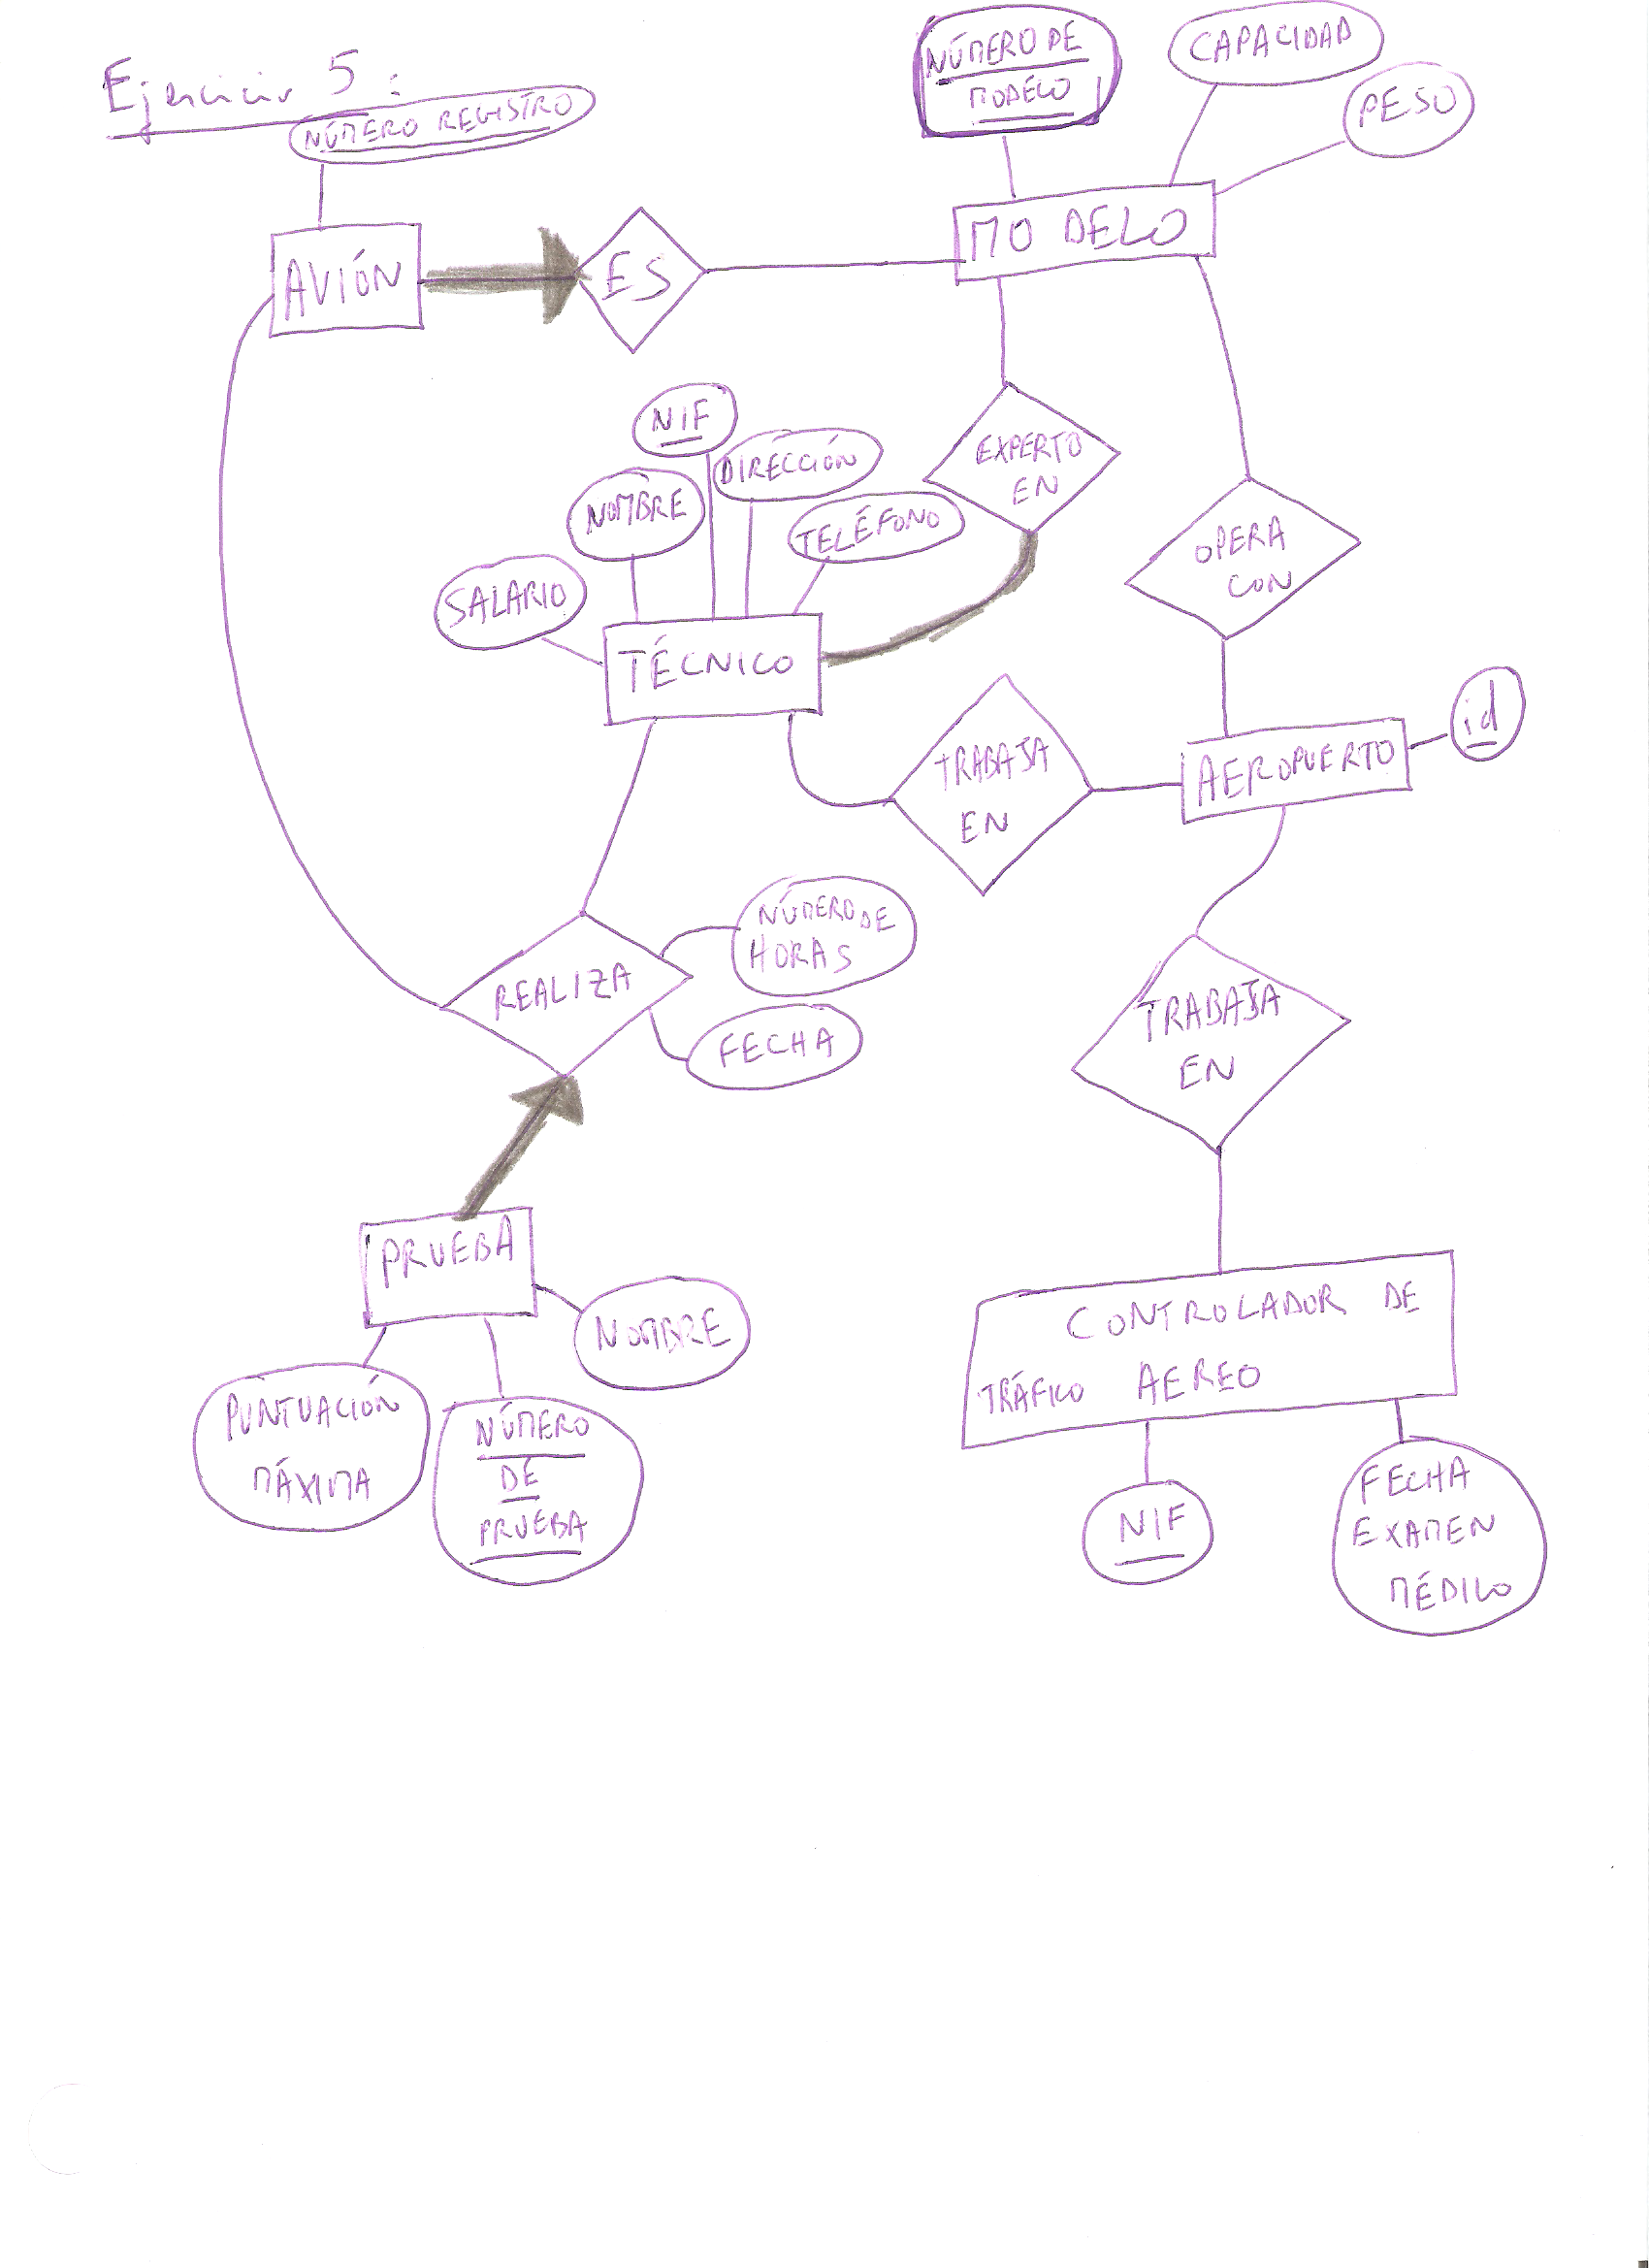 Ejercicio 5:
NÚMERO REGISTRO
NÚMERO DE
MODELO
CAPACIDAD
PESO
AVIÓN
ES
MODELO
NIF
DIRECCIÓN
NOMBRE
TELÉFONO
SALARIO
EXPERTO
EN
OPERA
CON
TÉCNICO
TRABAJA
EN
AEROPUERTO
id
NÚMERO DE
HORAS
REALIZA
FECHA
TRABAJA
EN
PRUEBA
NOMBRE
PUNTUACIÓN
MÁXIMA
NÚMERO
DE
PRUEBA
CONTROLADOR DE
TRÁFICO AEREO
NIF
FECHA
EXAMEN
MÉDICO